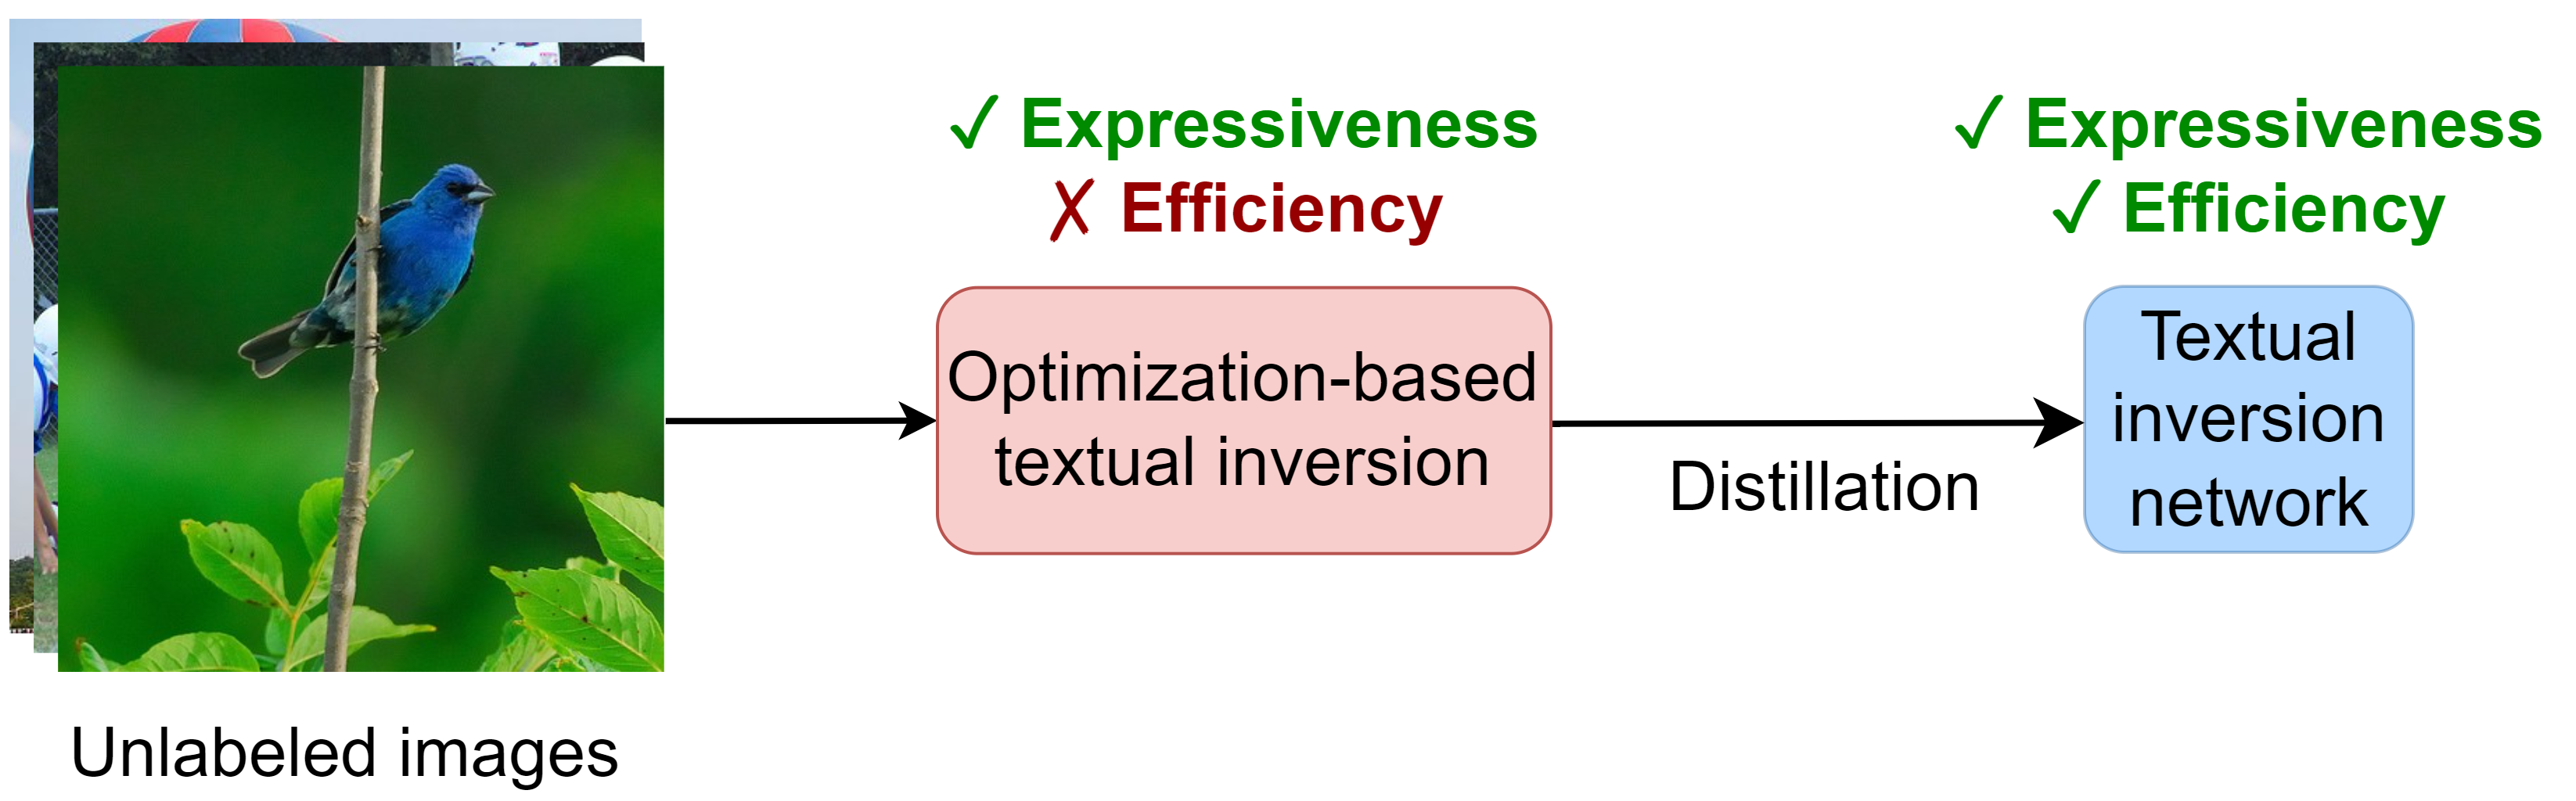 ✓ Expressiveness
✗ Efficiency
✓ Expressiveness
✓ Efficiency
Optimization-based
textual inversion
Distillation
Textual
inversion
network
Unlabeled images